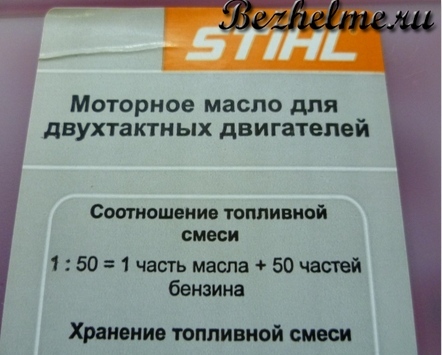 Bezhelme.ru
STIHL
Моторное масло для
двухтактных двигателей
Соотношение топливной
смеси
1 : 50 = 1 часть масла + 50 частей
бензина
Хранение топливной смеси